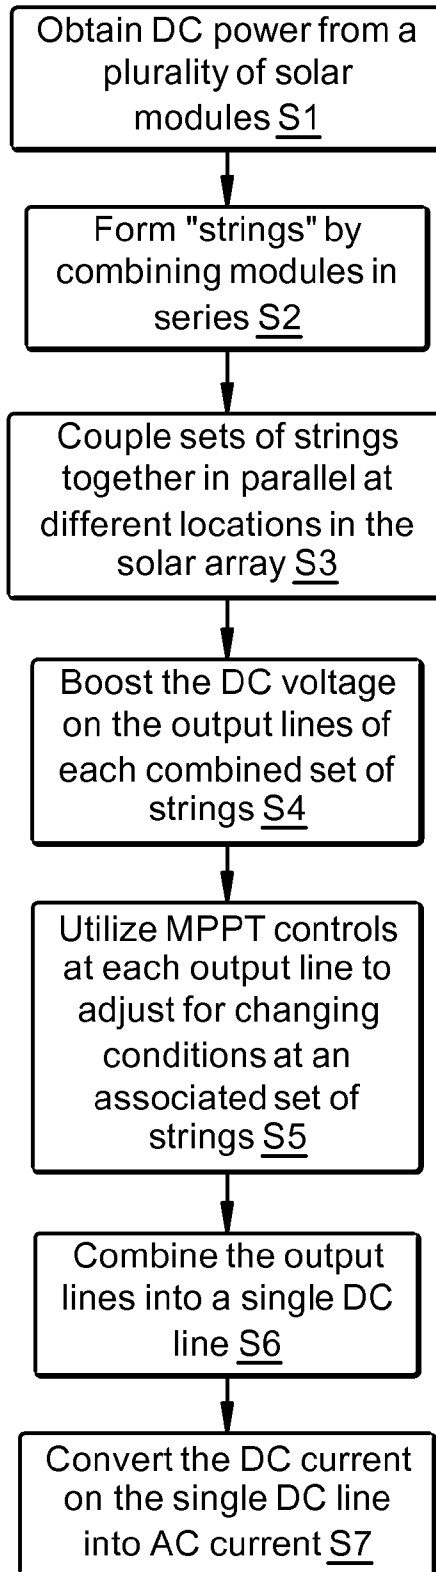 Obtain DC power from a
plurality of solar
modules S1
Form "strings" by
combining modules in
series S2
Couple sets of strings
together in parallel at
different locations in the
solar array S3
Boost the DC voltage
on the output lines of
each combined set of
strings S4
Utilize MPPT controls
at each output line to
adjust for changing
conditions at an
associated set of
strings S5
Combine the output
lines into a single DC
line S6
Convert the DC current
on the single DC line
into AC current S7